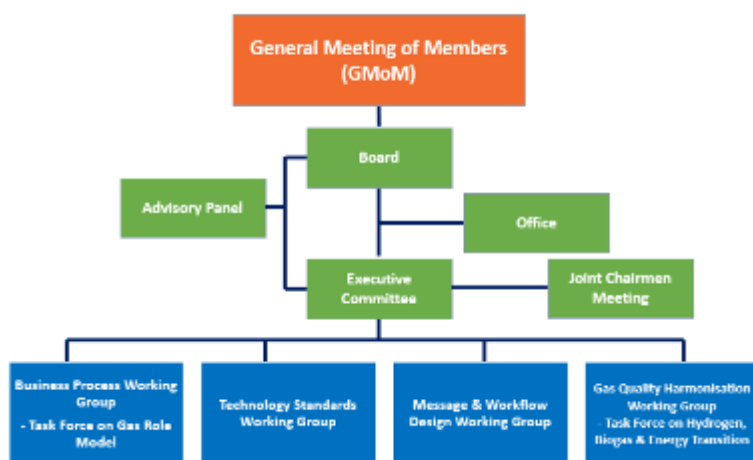 General Meeting of Members
(GMoM)
Board
Advisory Panel
Office
Executive
Committee
Joint Chairmen
Meeting
Business Process Working
Group
- Task Force on Gas Role
Model
Technology Standards
Working Group
Message & Workflow
Design Working Group
Gas Quality Harmonisation
Working Group
- Task Force on Hydrogen,
Biogas & Energy Transition